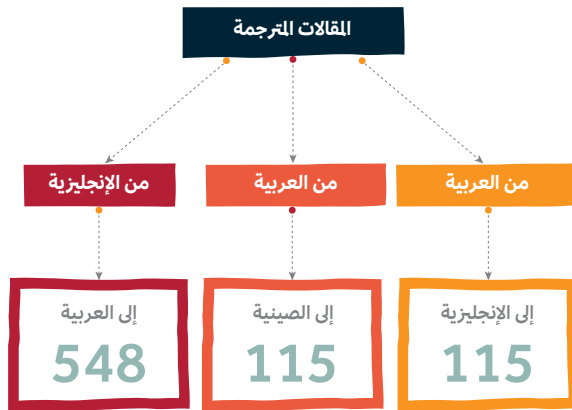 المقالات المترجمة
من العربية
من العربية
من الإنجليزية
إلى الإنجليزية
115
إلى الصينية
115
إلى العربية
548